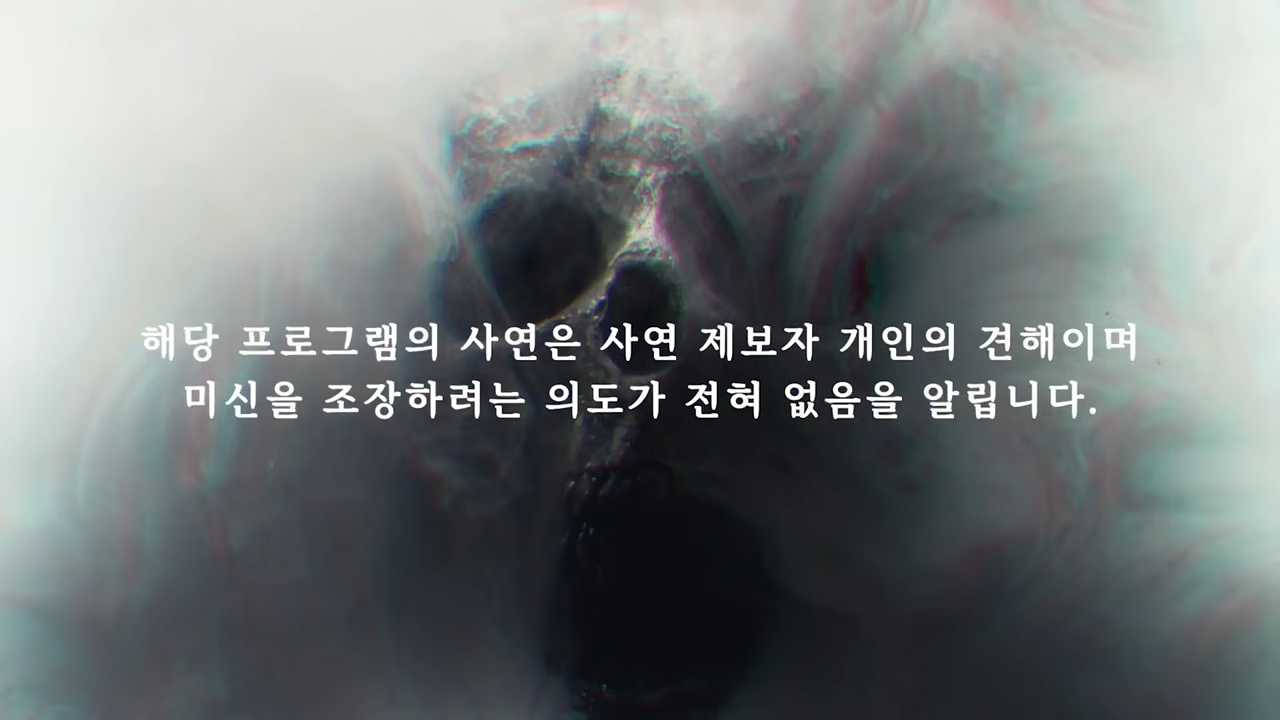 해당 프로그램의 사연은 사연 제보자 개인의 견해이며
미신을 조장하려는 의도가 전혀 없음을 알립니다.